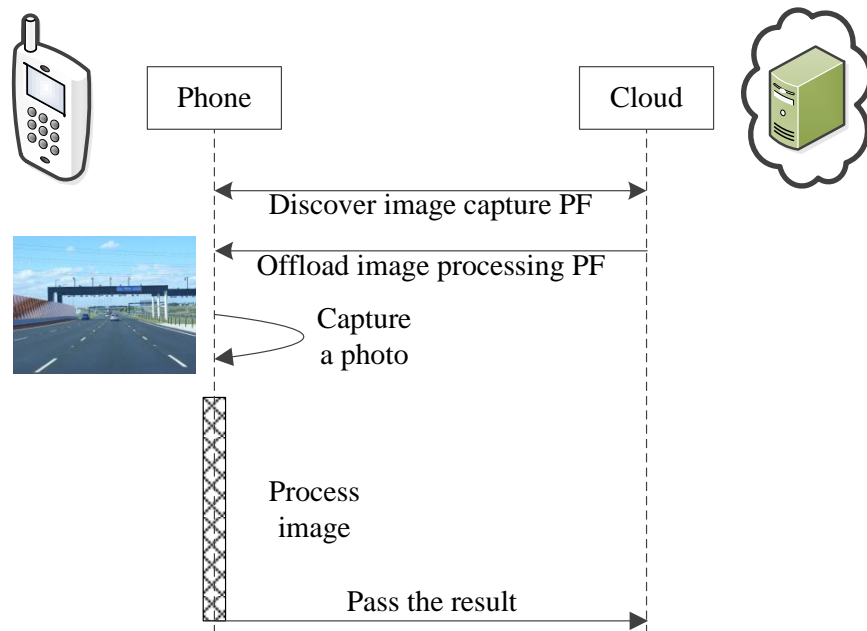 Phone
Cloud
Discover image capture PF
Offload image processing PF
Capture
a photo
Process
image
Pass the result